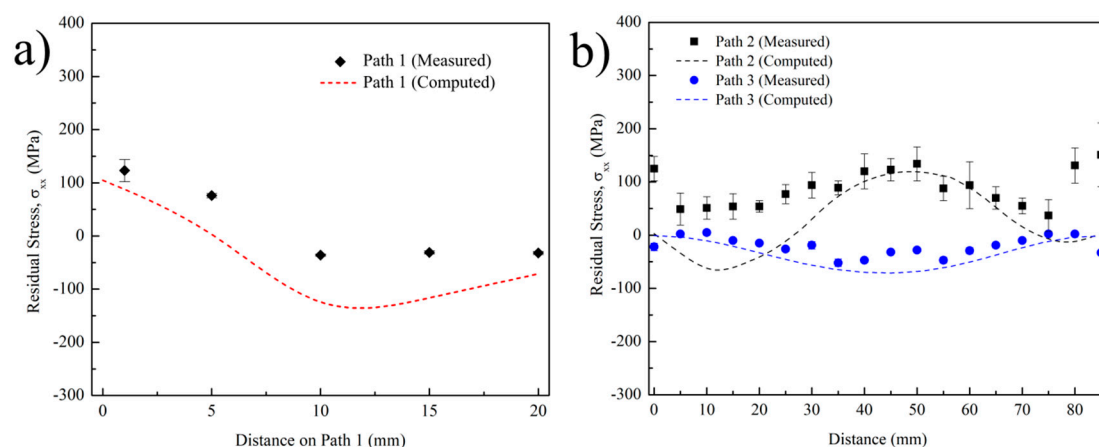 a)
400
300
200
100
0
-100
-200
-300
Residual Stress, σxx (MPa)
Path 1 (Measured)
Path 1 (Computed)
0 5 10 15 20
Distance on Path 1 (mm)
b)
400
300
200
100
0
-100
-200
-300
Residual Stress, σxx (MPa)
Path 2 (Measured)
Path 2 (Computed)
Path 3 (Measured)
Path 3 (Computed)
0 10 20 30 40 50 60 70 80
Distance (mm)